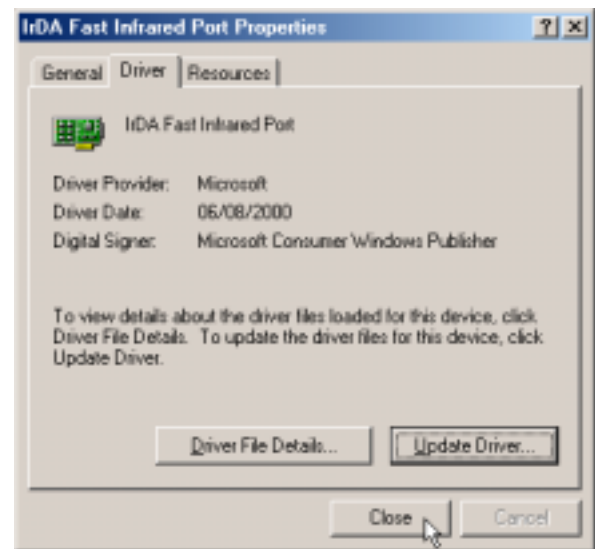 IrDA Fast Infrared Port Properties
General Driver Resources
IrDA Fast Infrared Port
Driver Provider: Microsoft
Driver Date: 06/08/2000
Digital Signer: Microsoft Consumer Windows Publisher
To view details about the driver files loaded for this device, click
Driver File Details. To update the driver files for this device, click
Update Driver.
Driver File Details... Update Driver...
Close Cancel